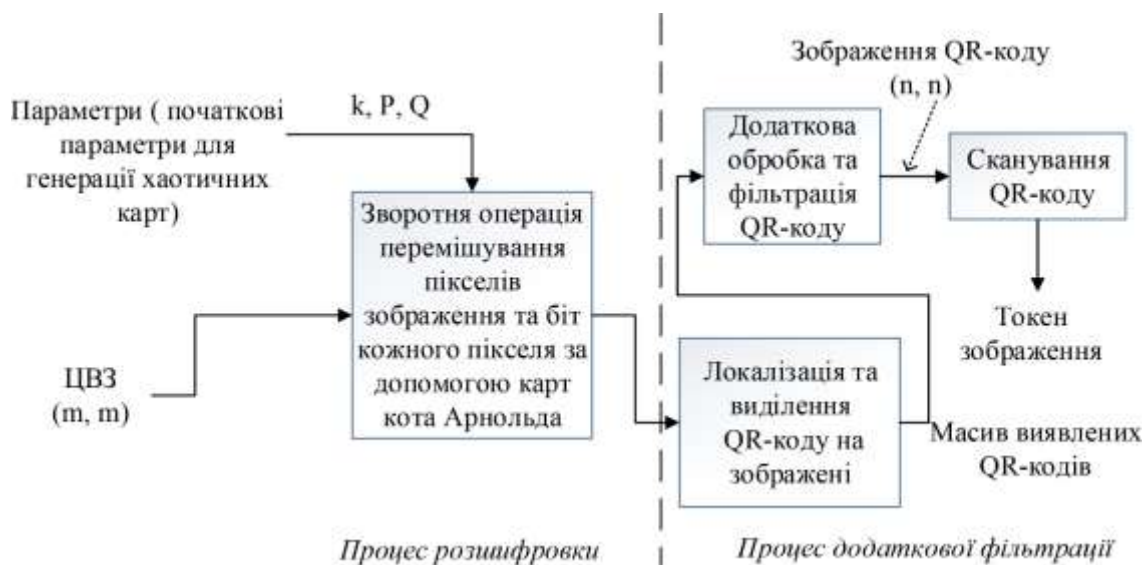 Параметри ( початкові
параметри для
генерації хаотичних
карт)
k, P, Q
ЦВЗ
(m, m)
Зворотня операція
перемішування
пікселів
зображення та біт
кожного пікселя за
допомогою карт
кота Арнольда
Процес розшифровки
Зображення QR-коду
(n, n)
Додаткова
обробка та
фільтрація
QR-коду
Сканування
QR-коду
Токен
зображення
Локалізація та
виділення
QR-коду на
зображені
Масив виявлених
QR-кодів
Процес додаткової фільтрації